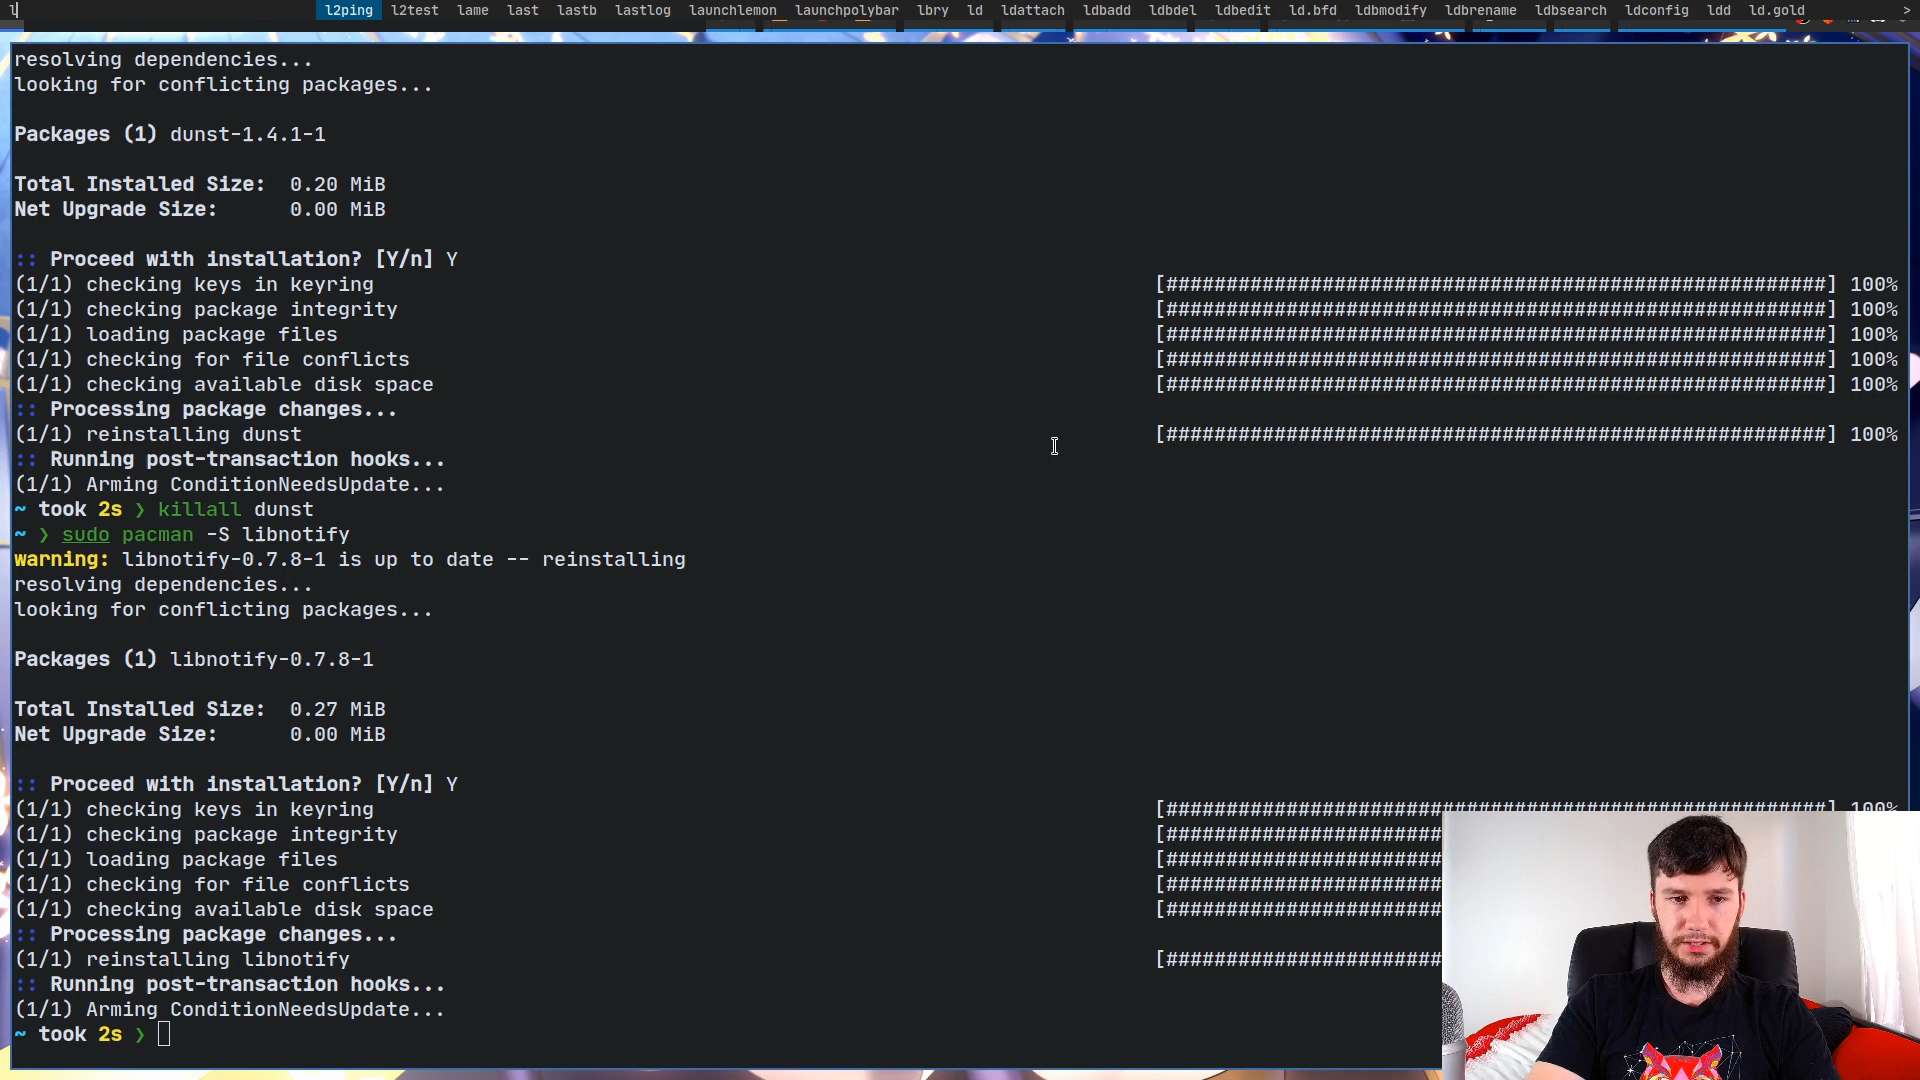 l l2ping l2test lame last lastb lastlog launchlemon launchpolybar lbry ld ldattach ldbadd ldbdel ldbedit ld.bfd ldbmodify ldbrename ldbsearch ldconfig ldd ld.gold >
resolving dependencies...
looking for conflicting packages...
Packages (1) dunst-1.4.1-1
Total Installed Size: 0.20 MiB
Net Upgrade Size: 0.00 MiB
:: Proceed with installation? [Y/n] Y
(1/1) checking keys in keyring [#######################################################] 100%
(1/1) checking package integrity [#######################################################] 100%
(1/1) loading package files [#######################################################] 100%
(1/1) checking for file conflicts [#######################################################] 100%
(1/1) checking available disk space [#######################################################] 100%
:: Processing package changes...
(1/1) reinstalling dunst [#######################################################] 100%
:: Running post-transaction hooks...
(1/1) Arming ConditionNeedsUpdate...
~ took 2s ❯ killall dunst
~ ❯ sudo pacman -S libnotify
warning: libnotify-0.7.8-1 is up to date -- reinstalling
resolving dependencies...
looking for conflicting packages...
Packages (1) libnotify-0.7.8-1
Total Installed Size: 0.27 MiB
Net Upgrade Size: 0.00 MiB
:: Proceed with installation? [Y/n] Y
(1/1) checking keys in keyring [#######################################################] 100%
(1/1) checking package integrity [#######################
(1/1) loading package files [#######################
(1/1) checking for file conflicts [#######################
(1/1) checking available disk space [#######################
:: Processing package changes...
(1/1) reinstalling libnotify [#######################
:: Running post-transaction hooks...
(1/1) Arming ConditionNeedsUpdate...
~ took 2s ❯